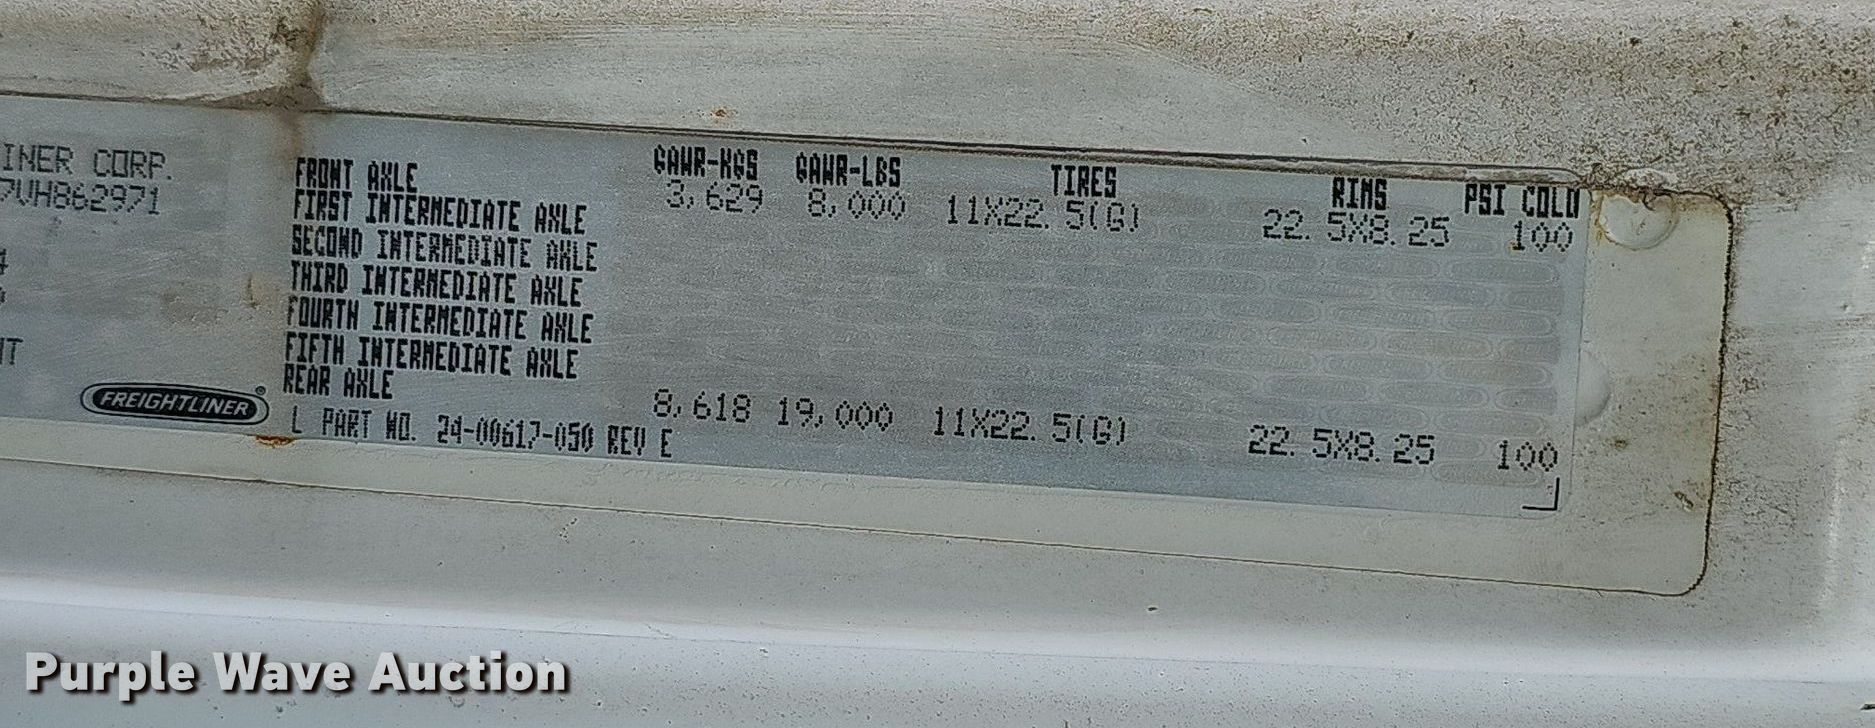 INER CORP.
7VH862971
4
NT
FREIGHTLINER®
GAWR-KGS GAWR-LBS TIRES RIMS PSI COLD
FRONT AXLE 3,629 8,000 11X22.5(G) 22.5X8.25 100
FIRST INTERMEDIATE AXLE
SECOND INTERMEDIATE AXLE
THIRD INTERMEDIATE AXLE
FOURTH INTERMEDIATE AXLE
FIFTH INTERMEDIATE AXLE
REAR AXLE 8,618 19,000 11X22.5(G) 22.5X8.25 100
PART NO. 24-00617-050 REV E
Purple Wave Auction